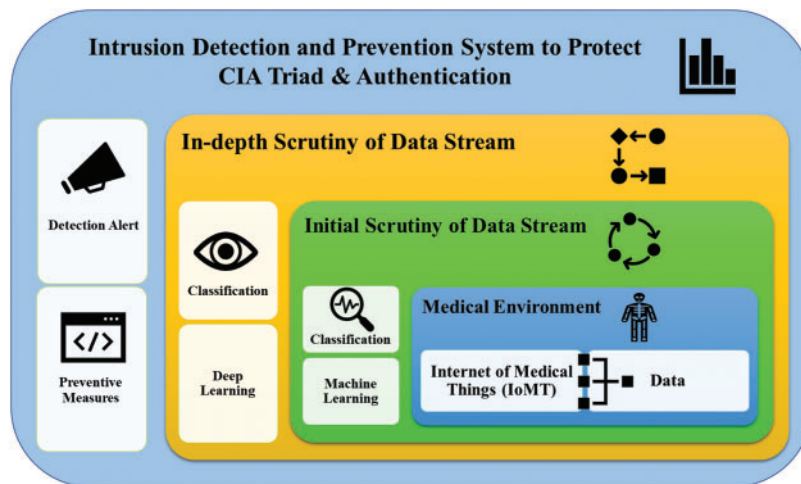 Intrusion Detection and Prevention System to Protect
CIA Triad & Authentication
Detection Alert
</>
Preventive
Measures
In-depth Scrutiny of Data Stream
Classification
Deep
Learning
Initial Scrutiny of Data Stream
Classification
Machine
Learning
Medical Environment
Internet of Medical
Things (IoMT)
Data